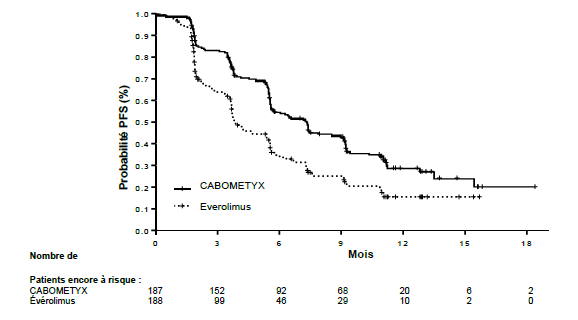 Probabilité PFS (%)
1.0
0.9
0.8
0.7
0.6
0.5
0.4
0.3
0.2
0.1
0.0
CABOMETYX
Everolimus
0 3 6 9 12 15 18
Mois
Nombre de
Patients encore à risque :
CABOMETYX 187 152 92 68 20 6 2
Évérolimus 188 99 46 29 10 2 0